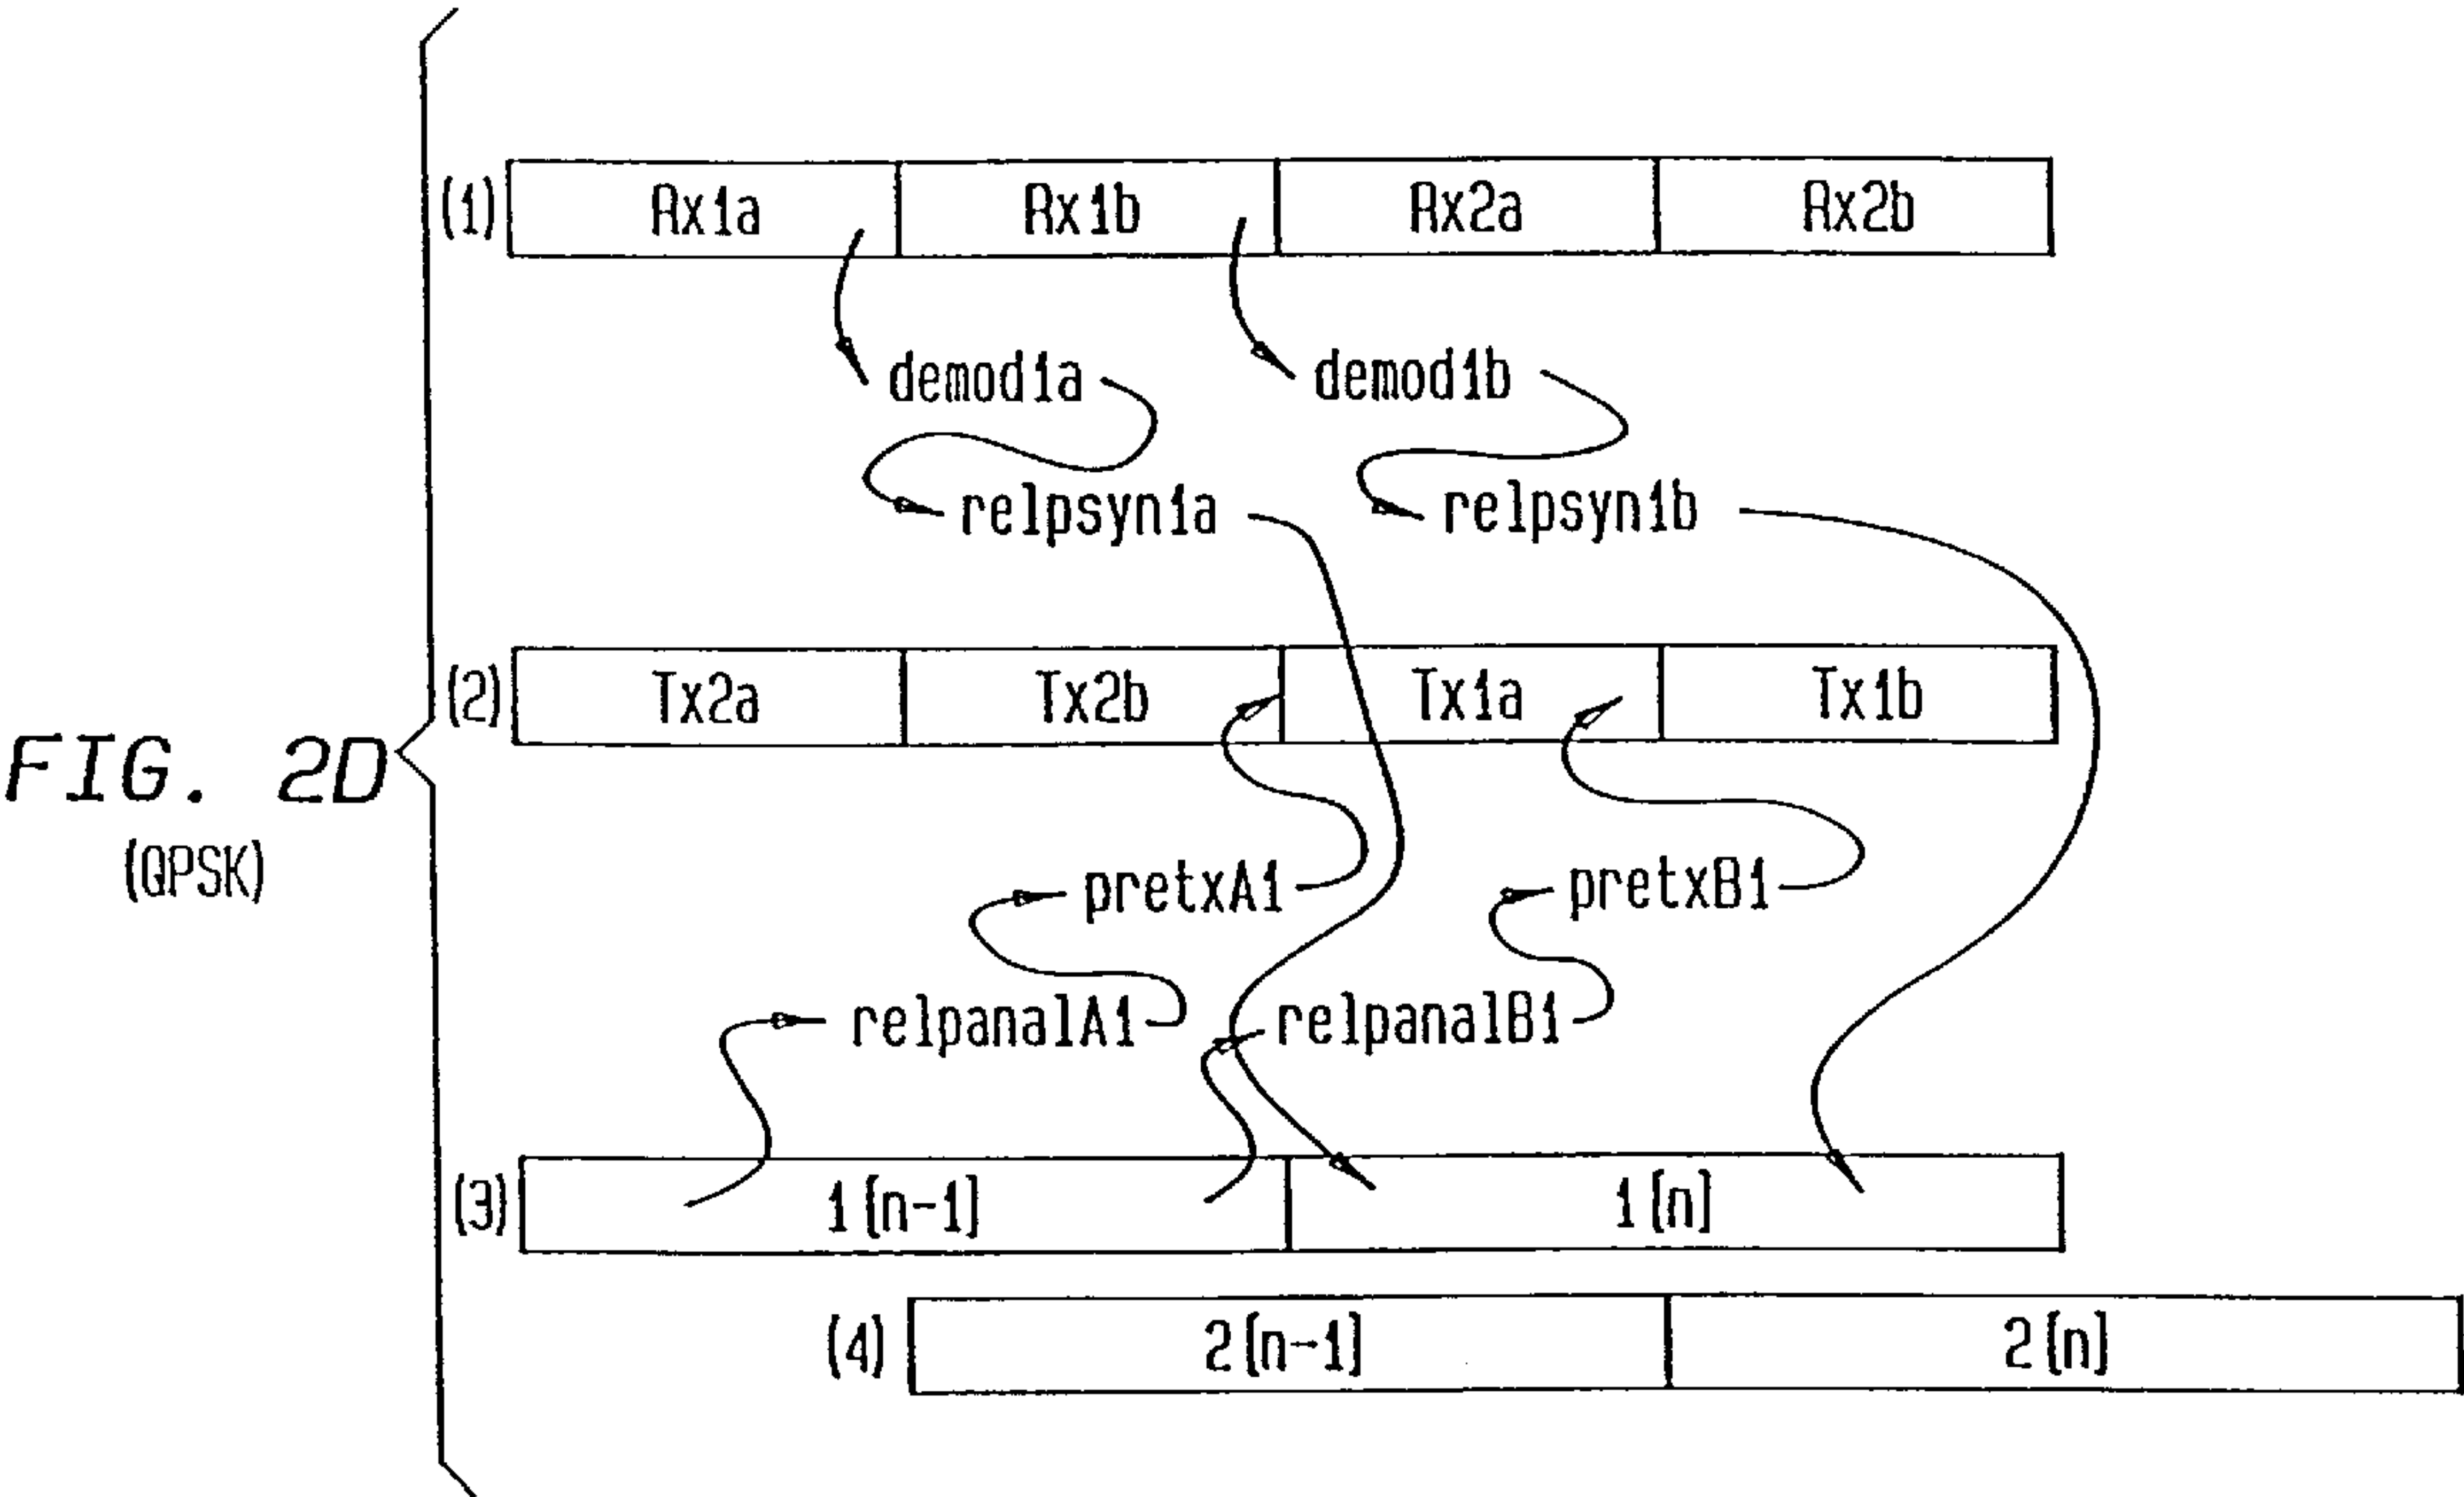 (1) Rx1a Rx1b Rx2a Rx2b
demod1a demod1b
relpsyn1a relpsyn1b
(2) Tx2a Tx2b Tx1a Tx1b
FIG. 2D
(QPSK)
pretxA1 pretxB1
relpanalA1 relpanalB1
(3) 1(n-1) 1(n)
(4) 2(n-1) 2(n)